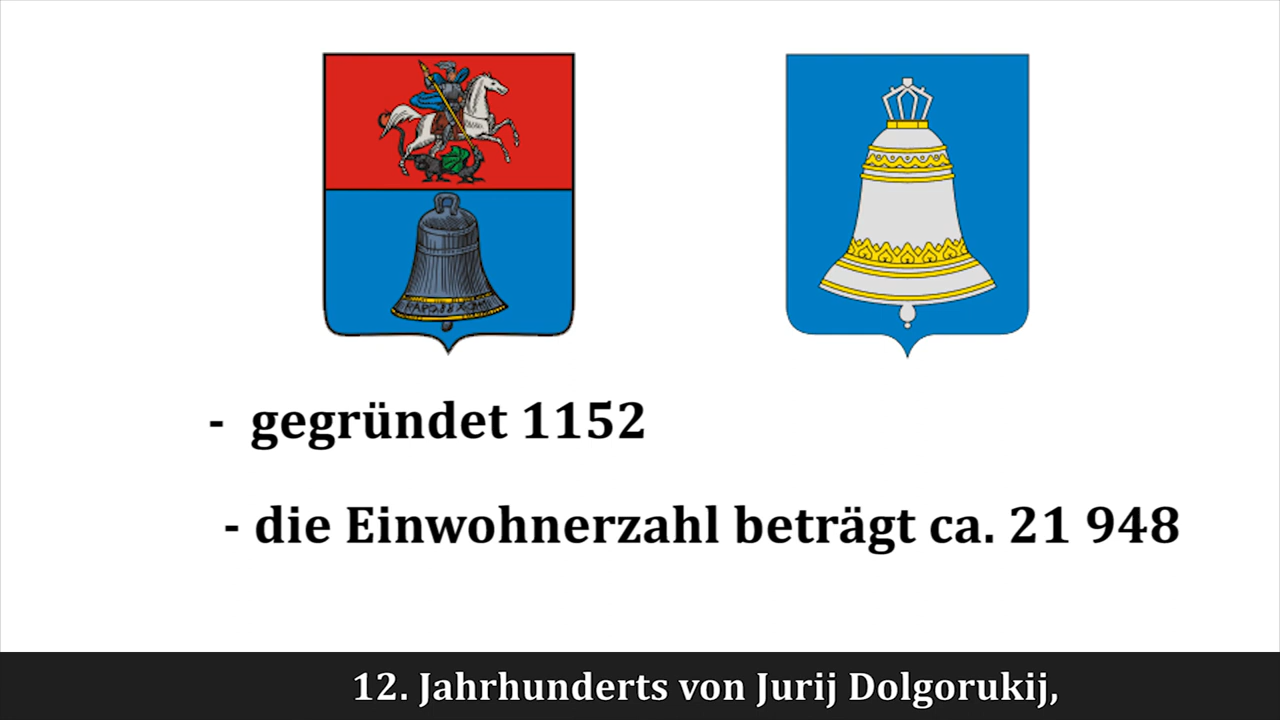 - gegründet 1152
- die Einwohnerzahl beträgt ca. 21 948
12. Jahrhunderts von Jurij Dolgorukij,